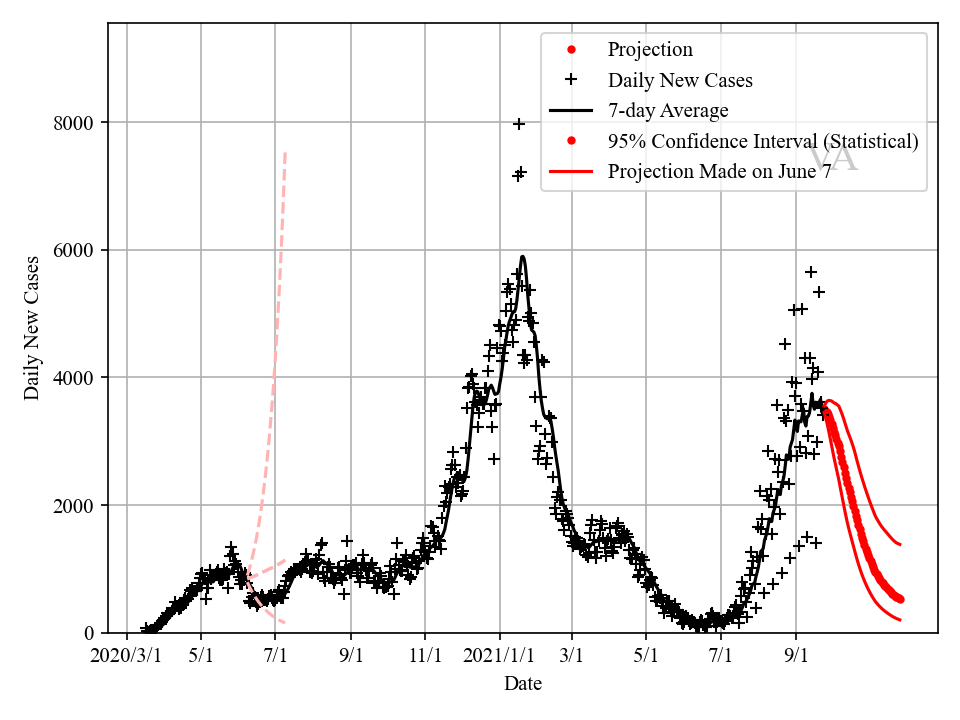 Projection
Daily New Cases
7-day Average
95% Confidence Interval (Statistical)
VA
Projection Made on June 7
8000
6000
4000
2000
0
Daily New Cases
2020/3/1 5/1 7/1 9/1 11/1 2021/1/1 3/1 5/1 7/1 9/1
Date